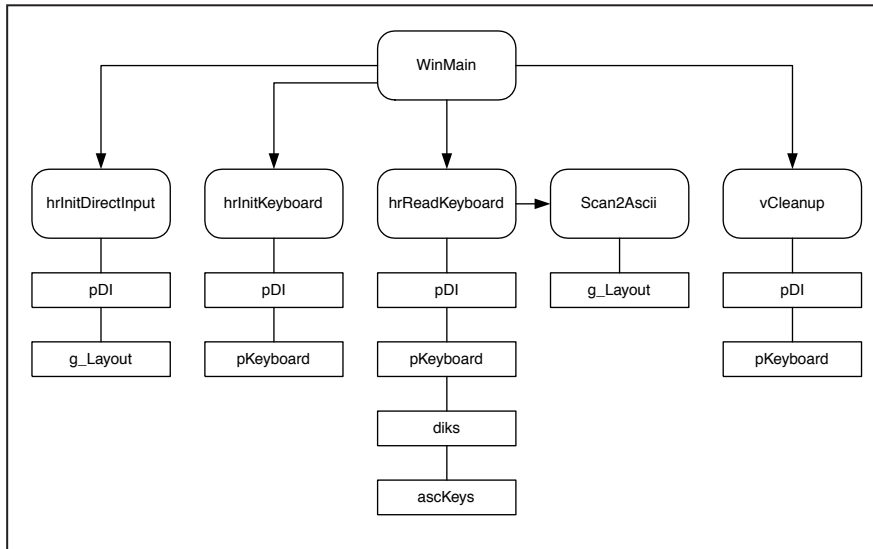 WinMain
hrInitDirectInput
hrInitKeyboard
hrReadKeyboard
Scan2Ascii
vCleanup
pDI
pDI
pDI
g_Layout
pDI
g_Layout
pKeyboard
pKeyboard
pKeyboard
diks
ascKeys